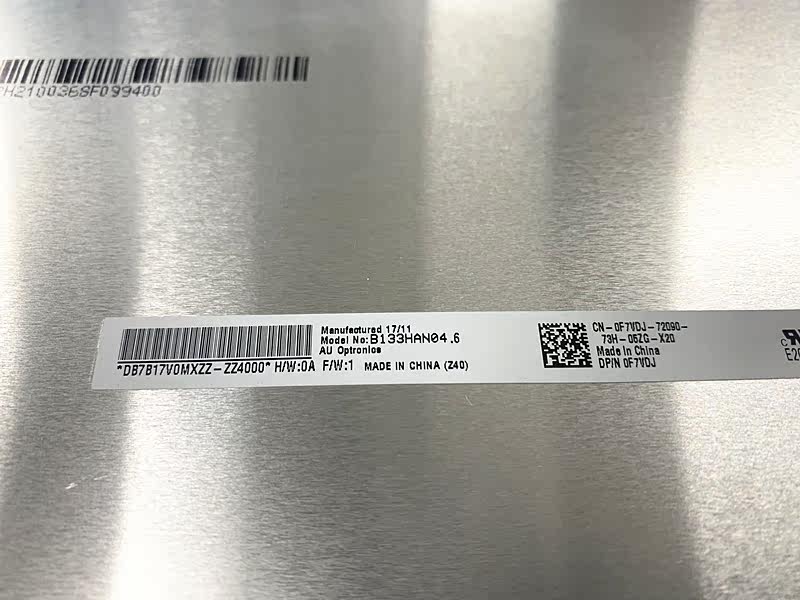 H21003BSF099400
Manufactured 17/11
Model No:B133HAN04.6
AU Optronics
*DB7B17V0MXZZ-ZZ4000* H/W:0A F/W:1 MADE IN CHINA (Z40)
CN-0F7VDJ-72090-
73H-05ZG-X20
Made in China
DP/N 0F7VDJ